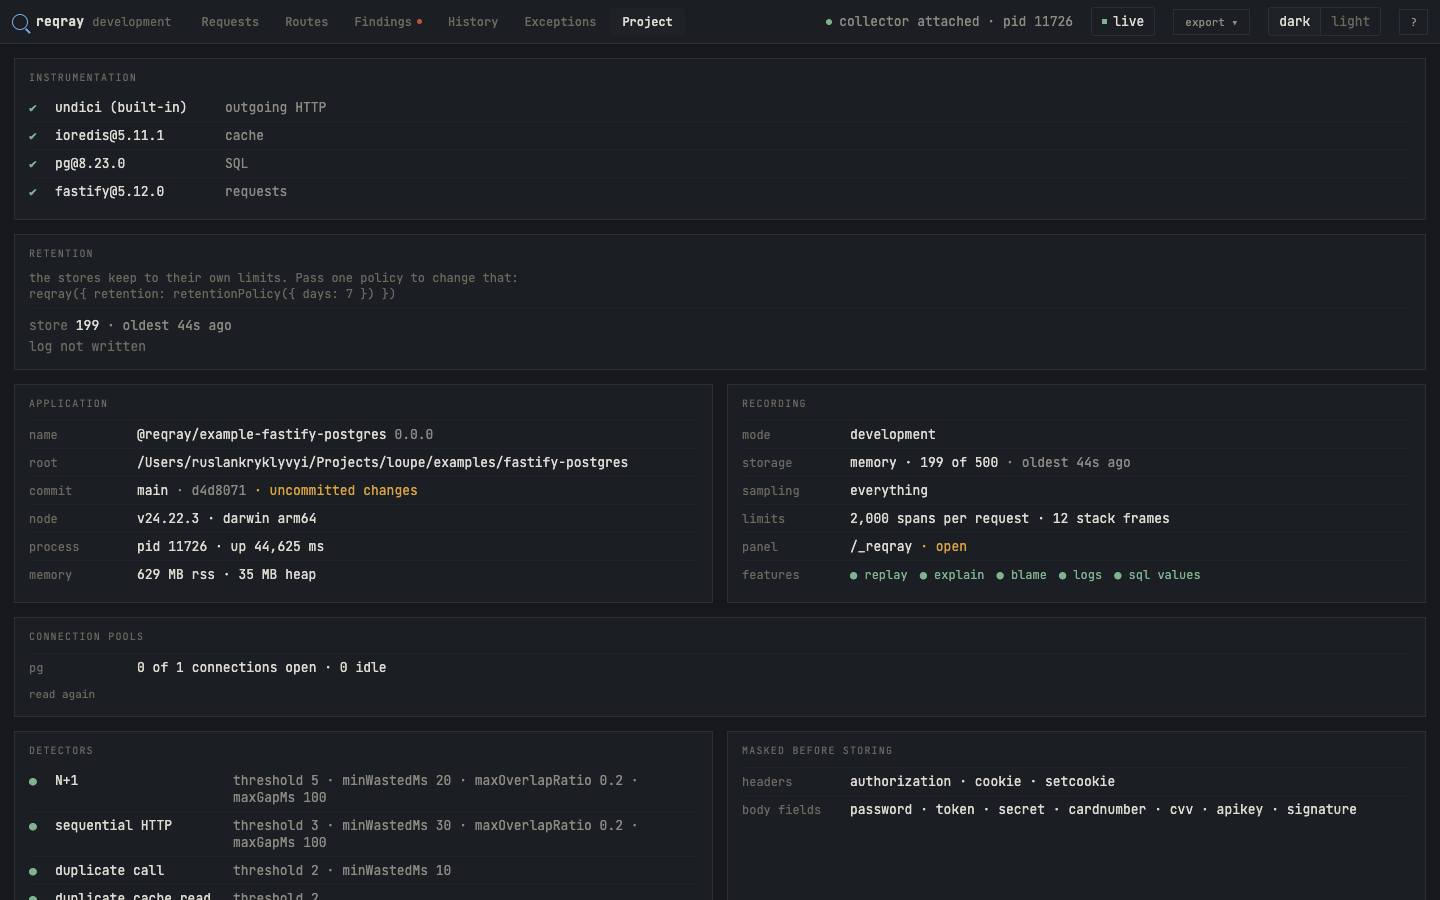 reqray development Requests Routes Findings History Exceptions Project collector attached · pid 11726 live export ▾ dark light ?
INSTRUMENTATION
✔ undici (built-in) outgoing HTTP
✔ ioredis@5.11.1 cache
✔ pg@8.23.0 SQL
✔ fastify@5.12.0 requests
RETENTION
the stores keep to their own limits. Pass one policy to change that:
reqray({ retention: retentionPolicy({ days: 7 }) })
store 199 · oldest 44s ago
log not written
APPLICATION
name @reqray/example-fastify-postgres 0.0.0
root /Users/ruslankryklyvyi/Projects/loupe/examples/fastify-postgres
commit main · d4d8071 · uncommitted changes
node v24.22.3 · darwin arm64
process pid 11726 · up 44,625 ms
memory 629 MB rss · 35 MB heap
RECORDING
mode development
storage memory · 199 of 500 · oldest 44s ago
sampling everything
limits 2,000 spans per request · 12 stack frames
panel /_reqray · open
features ● replay ● explain ● blame ● logs ● sql values
CONNECTION POOLS
pg 0 of 1 connections open · 0 idle
read again
DETECTORS
● N+1 threshold 5 · minWastedMs 20 · maxOverlapRatio 0.2 ·
maxGapMs 100
● sequential HTTP threshold 3 · minWastedMs 30 · maxOverlapRatio 0.2 ·
maxGapMs 100
● duplicate call threshold 2 · minWastedMs 10
● duplicate cache read threshold 2
MASKED BEFORE STORING
headers authorization · cookie · setcookie
body fields password · token · secret · cardnumber · cvv · apikey · signature